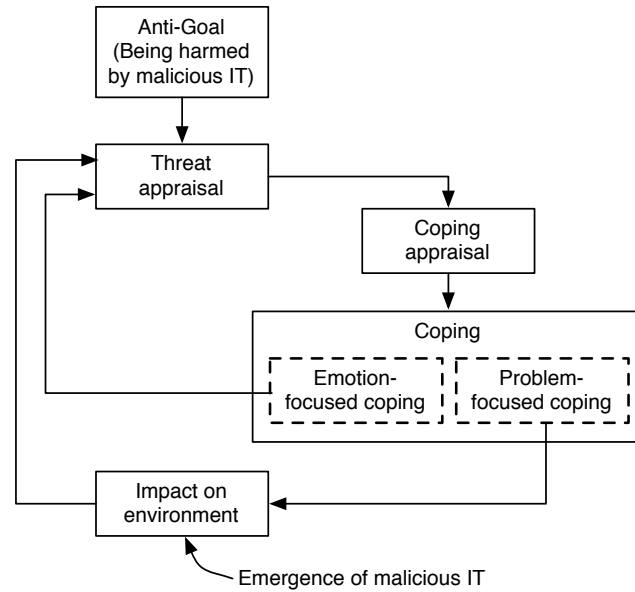 Anti-Goal
(Being harmed
by malicious IT)
Threat
appraisal
Coping
appraisal
Coping
Emotion-
focused coping
Problem-
focused coping
Impact on
environment
Emergence of malicious IT